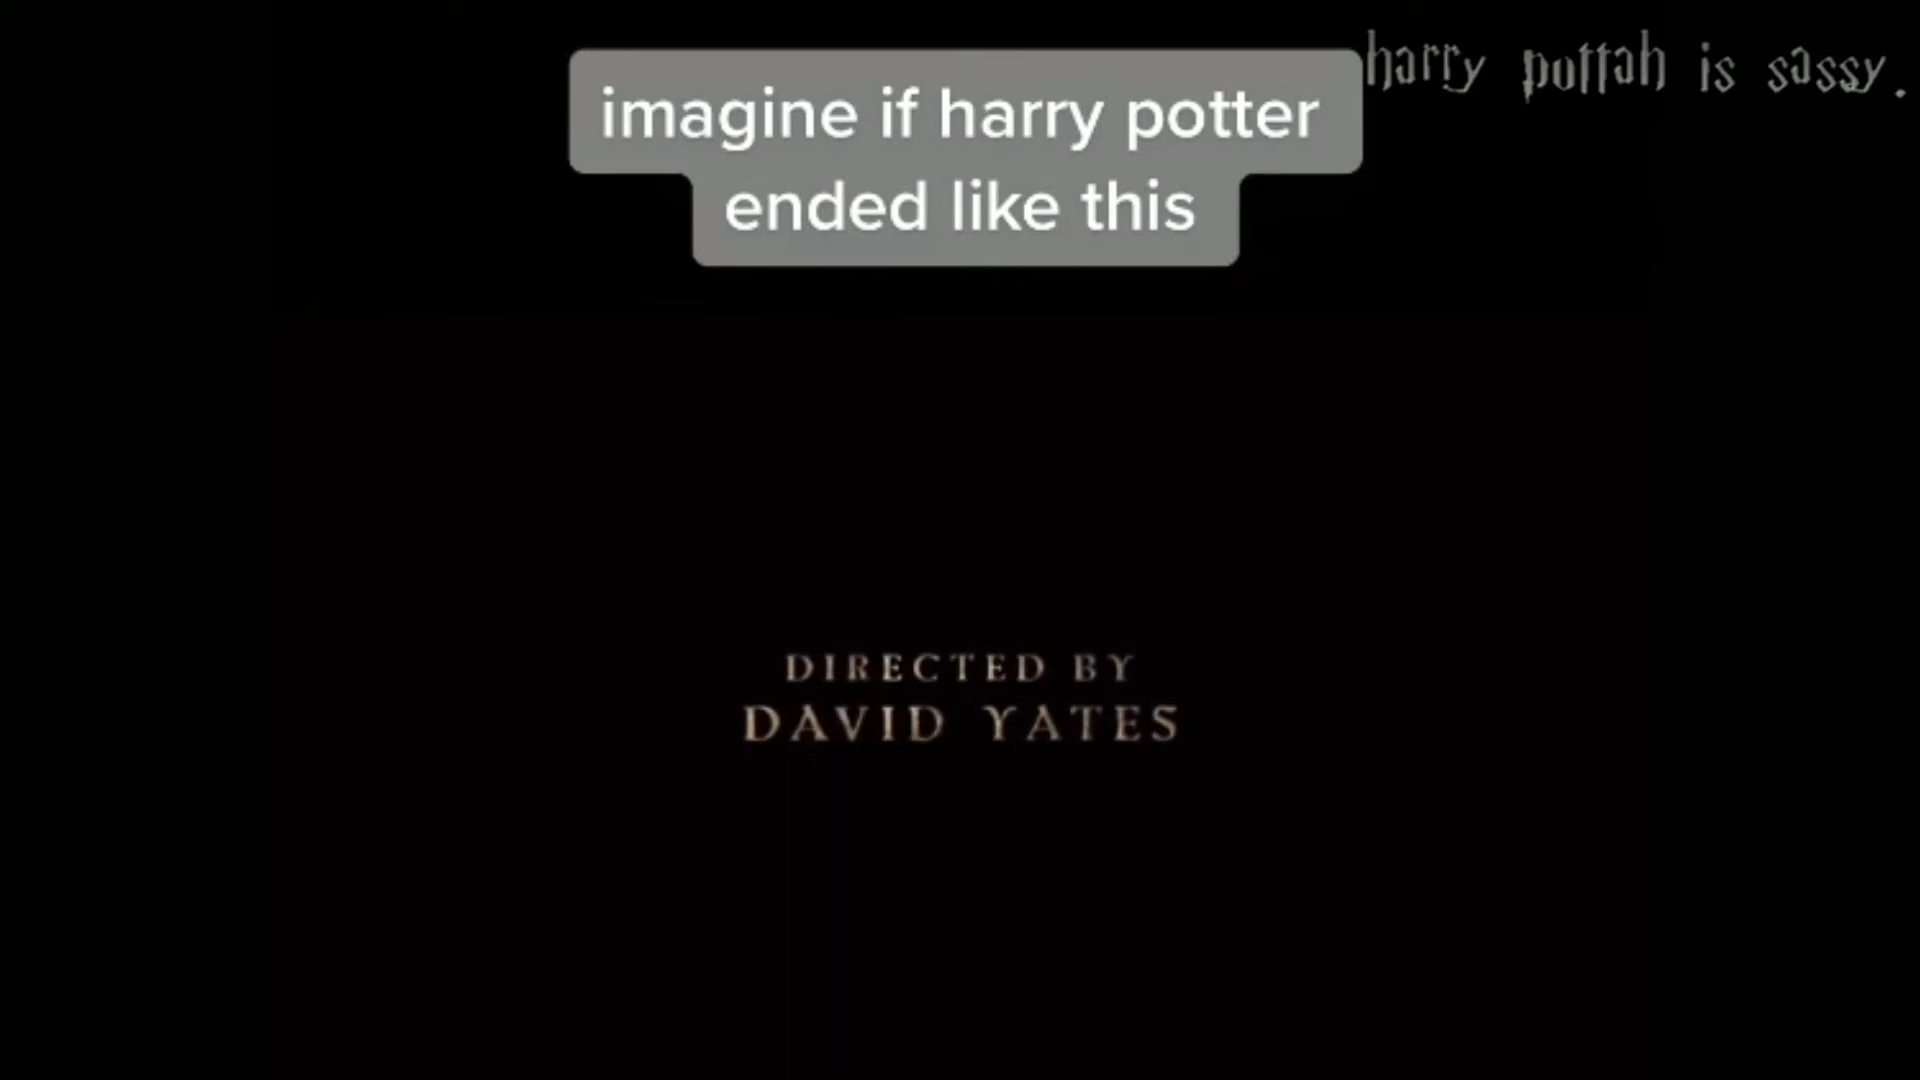 imagine if harry potter
ended like this
harry pottah is sassy.
DIRECTED BY
DAVID YATES